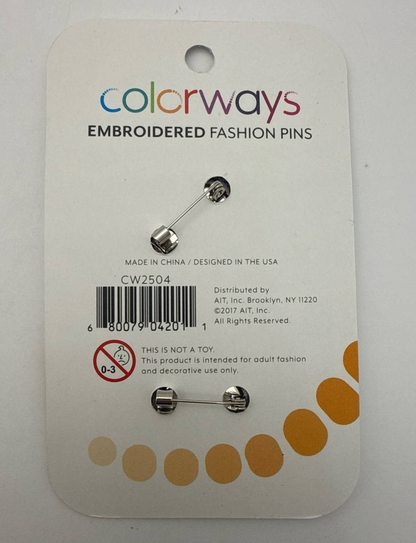 colorways
EMBROIDERED FASHION PINS
MADE IN CHINA / DESIGNED IN THE USA
CW2504
6 80079 04201 1
Distributed by
AIT, Inc. Brooklyn, NY 11220
©2017 AIT, Inc.
All Rights Reserved.
0-3
THIS IS NOT A TOY.
This product is intended for adult fashion
and decorative use only.